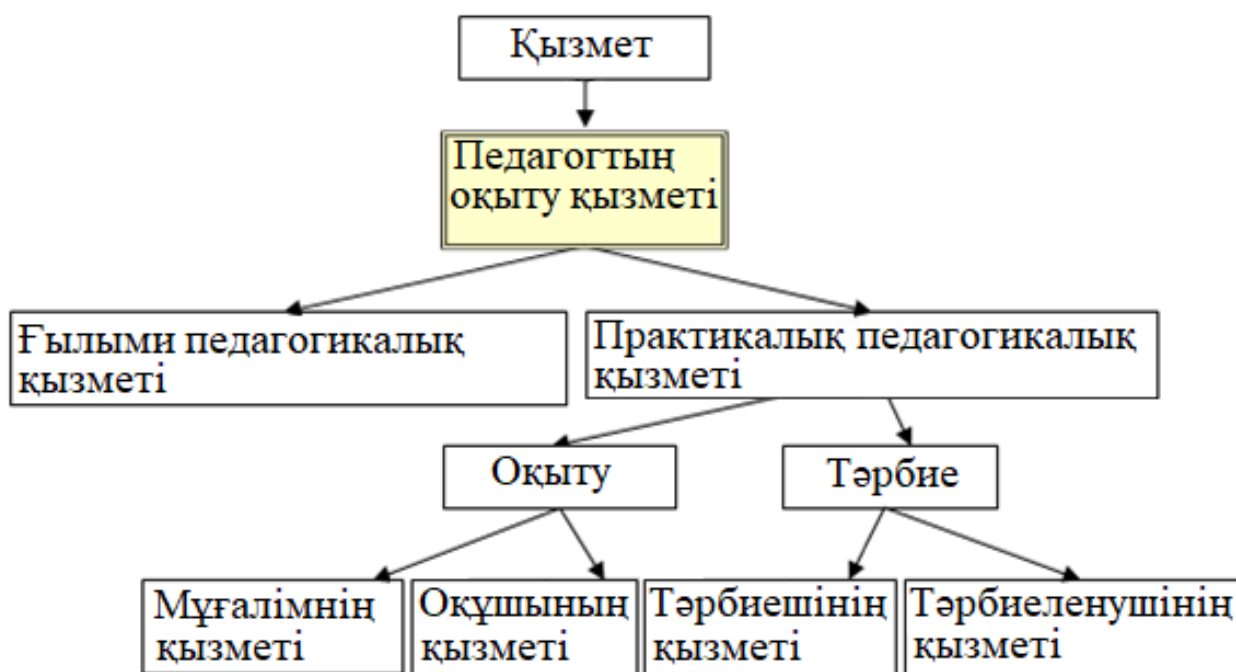 Қызмет
Педагогтың
оқыту қызметі
Ғылыми педагогикалық
қызметі
Практикалық педагогикалық
қызметі
Оқыту
Тәрбие
Мұғалімнің
қызметі
Оқұшының
қызметі
Тәрбиешінің
қызметі
Тәрбиеленушінің
қызметі